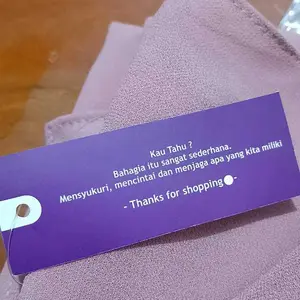 Kau Tahu ?
Bahagia itu sangat sederhana.
Mensyukuri, mencintai dan menjaga apa yang kita miliki
- Thanks for shopping -